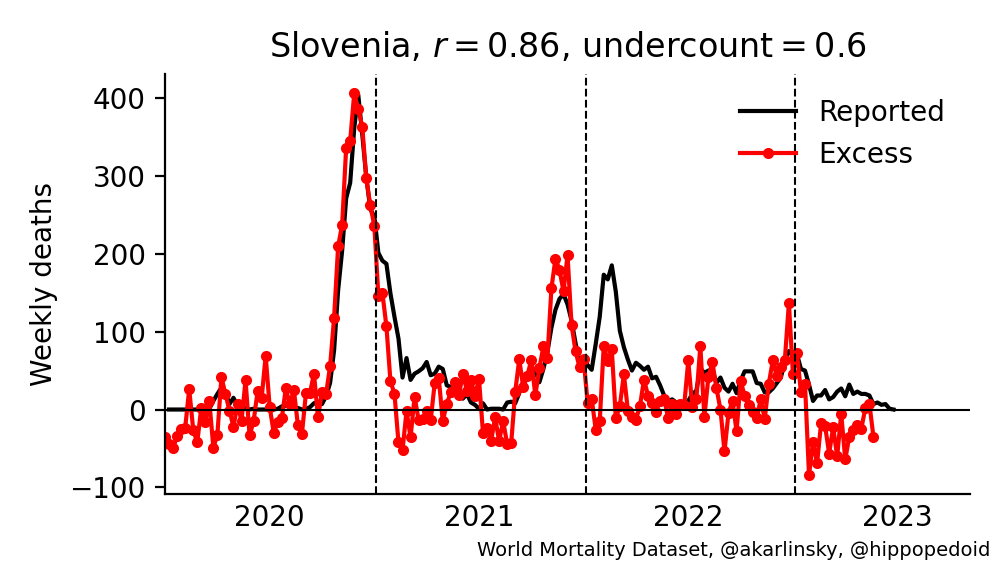 Slovenia, r = 0.86, undercount = 0.6
Weekly deaths
400
300
200
100
0
−100
Reported
Excess
2020 2021 2022 2023
World Mortality Dataset, @akarlinsky, @hippopedoid